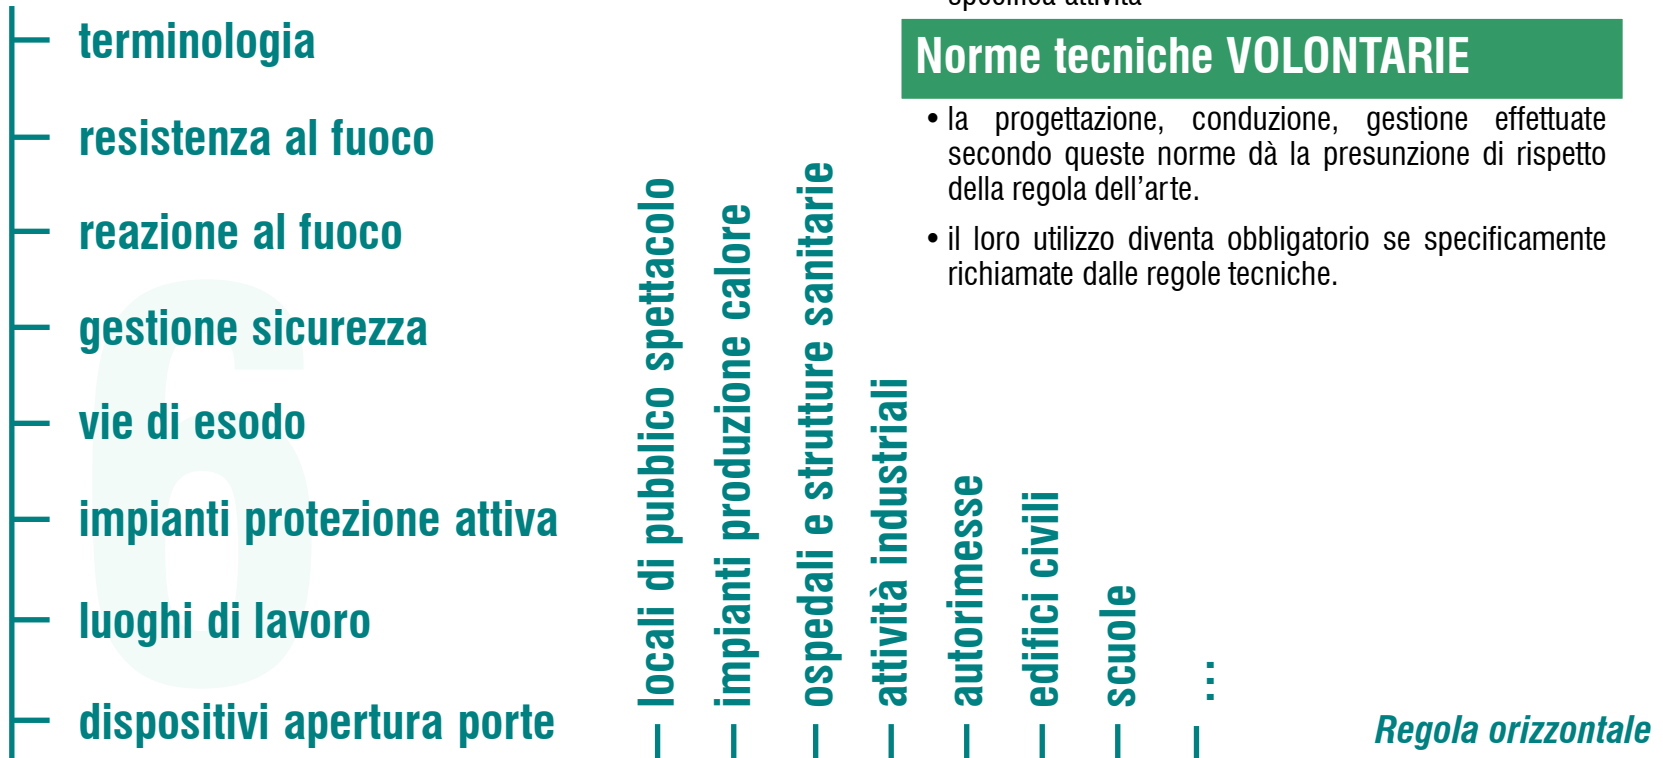 terminologia
resistenza al fuoco
reazione al fuoco
gestione sicurezza
vie di esodo
impianti protezione attiva
luoghi di lavoro
dispositivi apertura porte
6
locali di pubblico spettacolo
impianti produzione calore
ospedali e strutture sanitarie
attività industriali
autorimesse
edifici civili
scuole
...
specifica attività
Norme tecniche VOLONTARIE
• la progettazione, conduzione, gestione effettuate
secondo queste norme dà la presunzione di rispetto
della regola dell'arte.
• il loro utilizzo diventa obbligatorio se specificamente
richiamate dalle regole tecniche.
Regola orizzontale